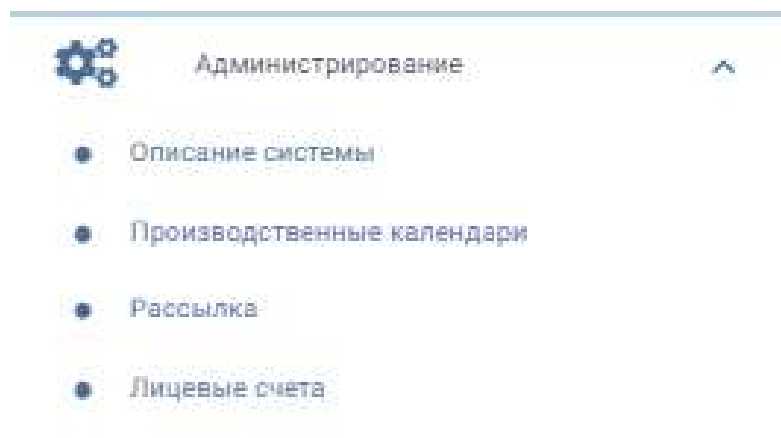 Администрирование
Описание системы
Производственные календари
Рассылка
Лицевые счета